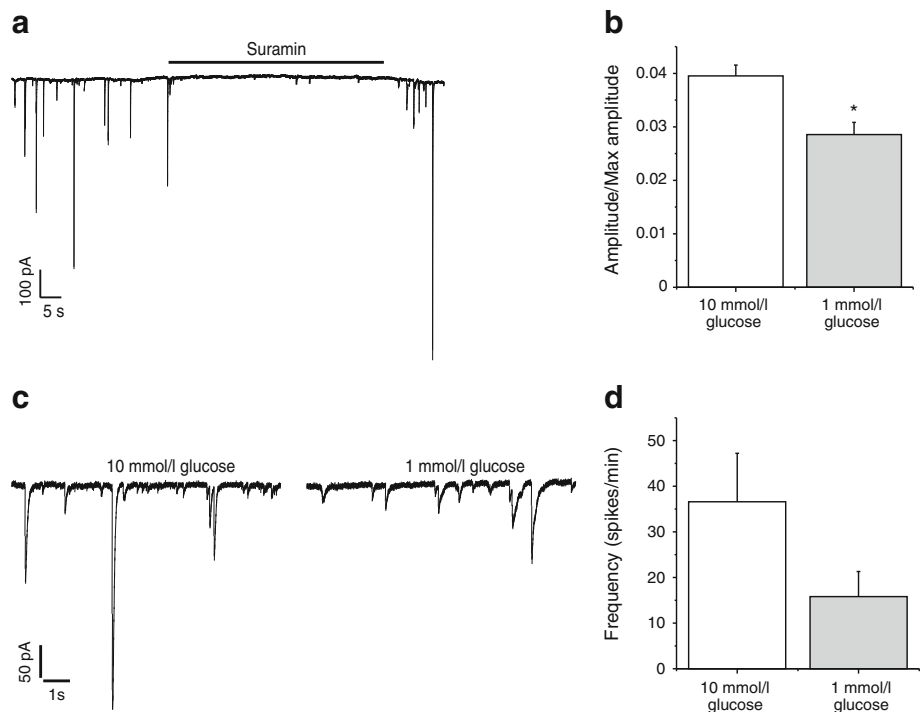 a
Suramin
100 pA
5 s
b
Amplitude/Max amplitude
0.04
0.03
0.02
0.01
0
*
10 mmol/l
glucose
1 mmol/l
glucose
c
10 mmol/l glucose
1 mmol/l glucose
50 pA
1s
d
Frequency (spikes/min)
50
40
30
20
10
0
10 mmol/l
glucose
1 mmol/l
glucose